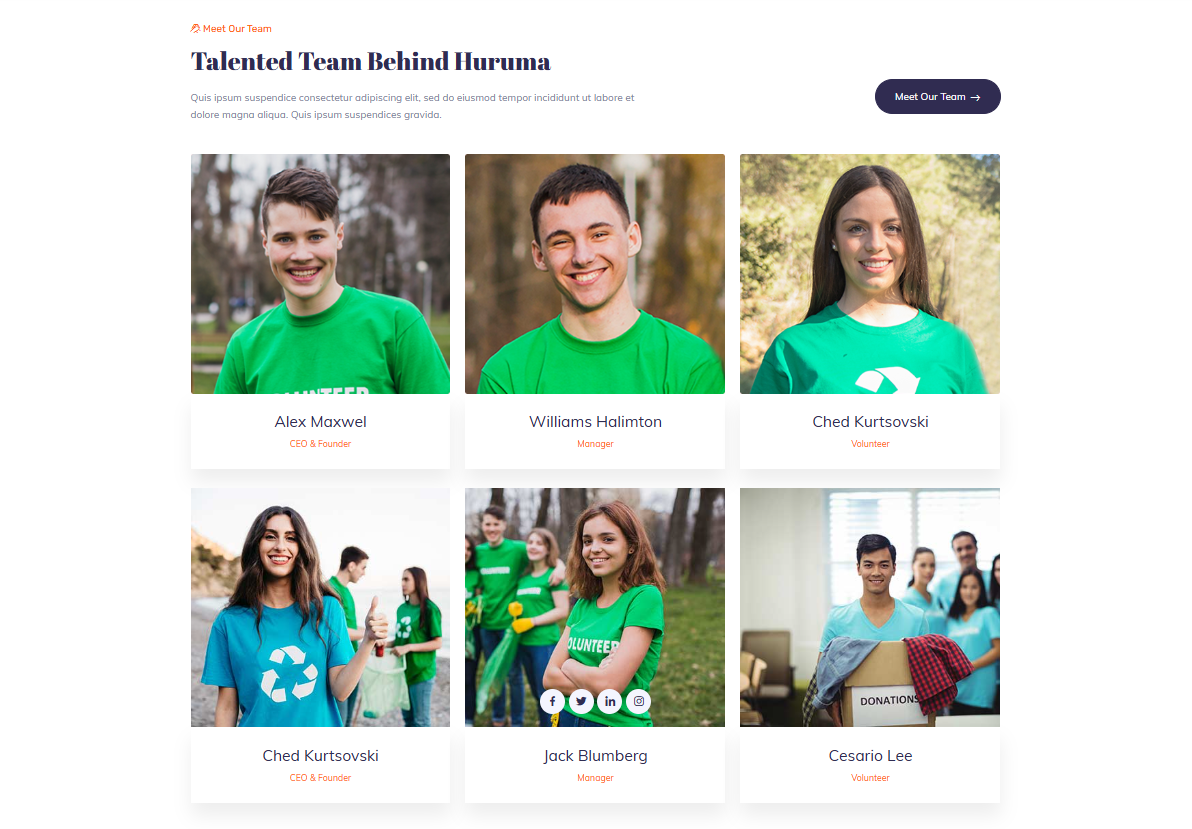 Meet Our Team
Talented Team Behind Huruma
Quis ipsum suspendice consectetur adipiscing elit, sed do eiusmod tempor incididunt ut labore et
dolore magna aliqua. Quis ipsum suspendices gravida.
Meet Our Team →
VOLUNTEER
Alex Maxwel
CEO & Founder
Williams Halimton
Manager
Ched Kurtsovski
Volunteer
VOLUNTEER
DONATIONS
Ched Kurtsovski
CEO & Founder
Jack Blumberg
Manager
Cesario Lee
Volunteer